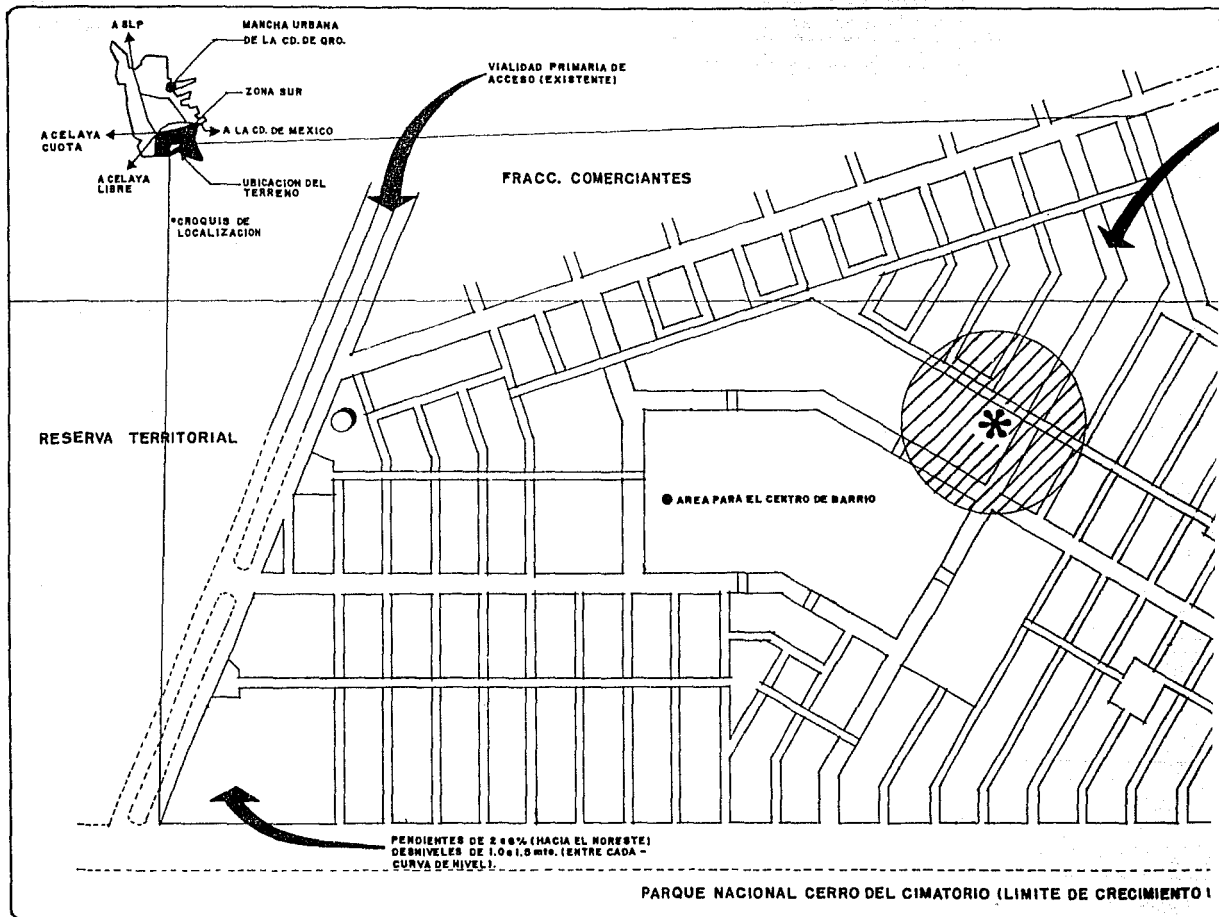 A SLP
MANCHA URBANA
DE LA CD. DE QRO.
ZONA SUR
A CELAYA
CUOTA
A LA CD. DE MEXICO
A CELAYA
LIBRE
UBICACION DEL
TERRENO
*CROQUIS DE
LOCALIZACION
VIALIDAD PRIMARIA DE
ACCESO (EXISTENTE)
FRACC. COMERCIANTES
RESERVA TERRITORIAL
AREA PARA EL CENTRO DE BARRIO
PENDIENTES DE 2 a 6% (HACIA EL NORESTE)
DESNIVELES DE 1.0 a 1.5 mts. (ENTRE CADA -
CURVA DE NIVEL).
PARQUE NACIONAL CERRO DEL CIMATORIO (LIMITE DE CRECIMIENTO